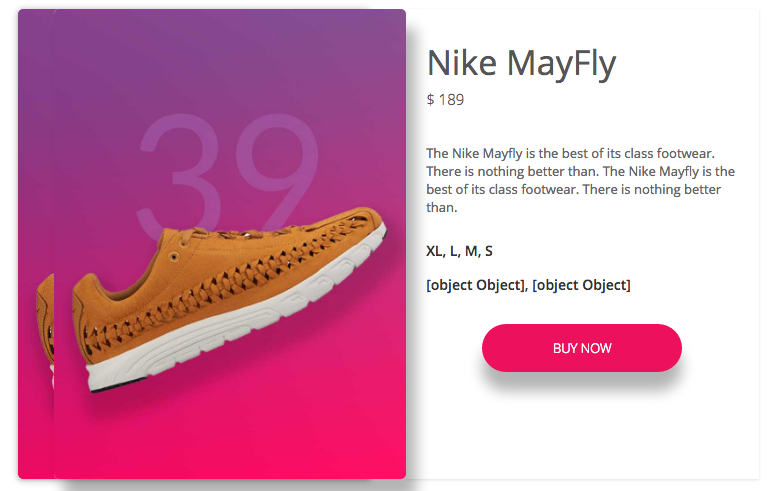 39
Nike MayFly
$ 189
The Nike Mayfly is the best of its class footwear.
There is nothing better than. The Nike Mayfly is the
best of its class footwear. There is nothing better
than.
XL, L, M, S
[object Object], [object Object]
BUY NOW